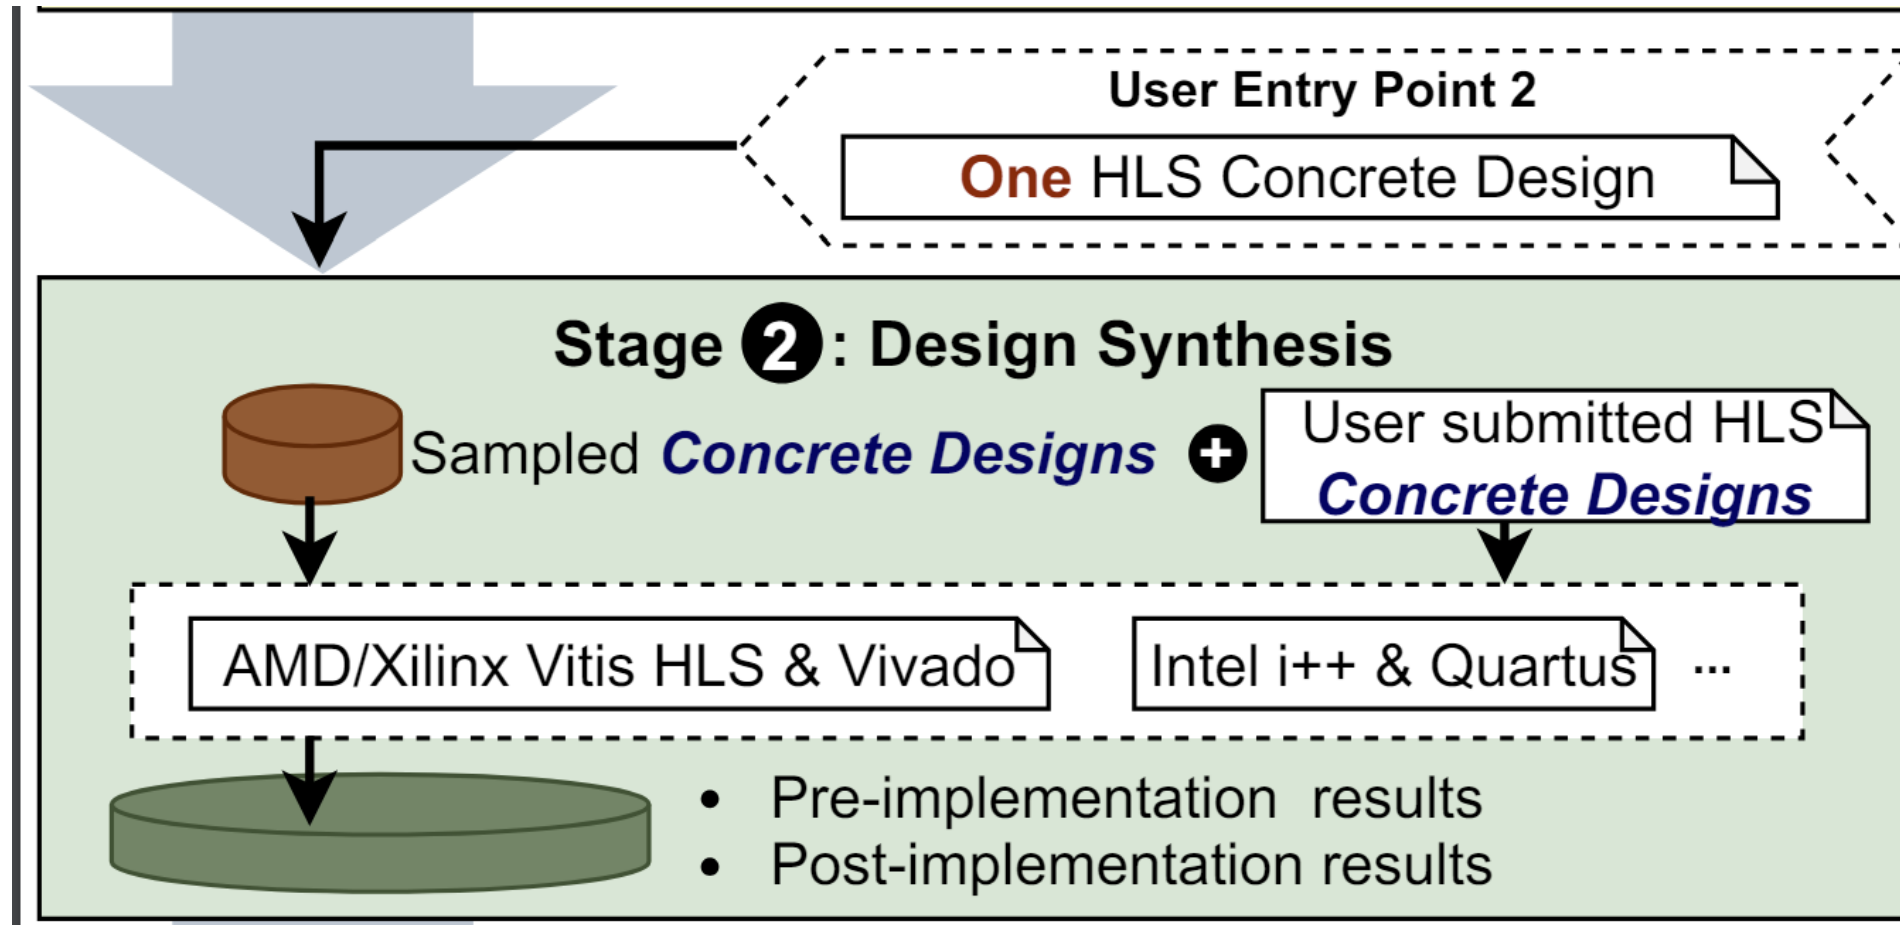 User Entry Point 2
One HLS Concrete Design
Stage 2: Design Synthesis
Sampled Concrete Designs +
User submitted HLS
Concrete Designs
AMD/Xilinx Vitis HLS & Vivado
Intel i++ & Quartus
...
• Pre-implementation results
• Post-implementation results